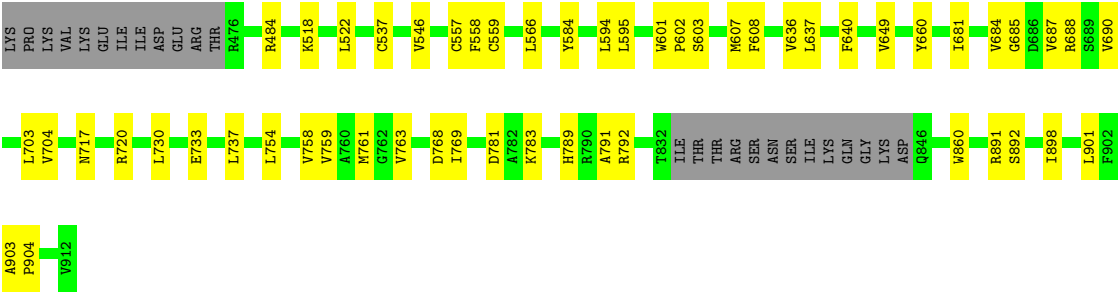 LYS PRO LYS VAL LYS GLU ILE ILE ASP GLU ARG THR R476 R484 K518 L522 C537 V546 C557 F558 C559 L566 Y584 L594 L595 W601 P602 S603 M607 F608 V636 L637 F640 V649 Y660 I681 V684 G685 D686 V687 R688 S689 V690
L703 V704 N717 R720 L730 E733 L737 L754 V758 V759 A760 M761 G762 V763 D768 I769 D781 A782 K783 H789 R790 A791 R792 T832 ILE THR THR ARG SER ASN SER ILE LYS GLN GLY LYS ASP Q846 W860 R891 S892 I898 L901 F902
A903 P904 V912